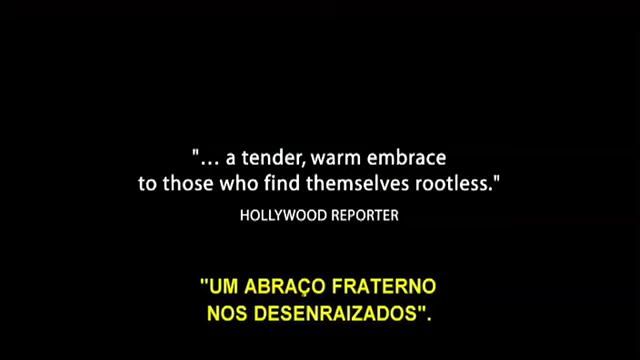 "... a tender, warm embrace
to those who find themselves rootless."
HOLLYWOOD REPORTER
"UM ABRAÇO FRATERNO
NOS DESENRAIZADOS".